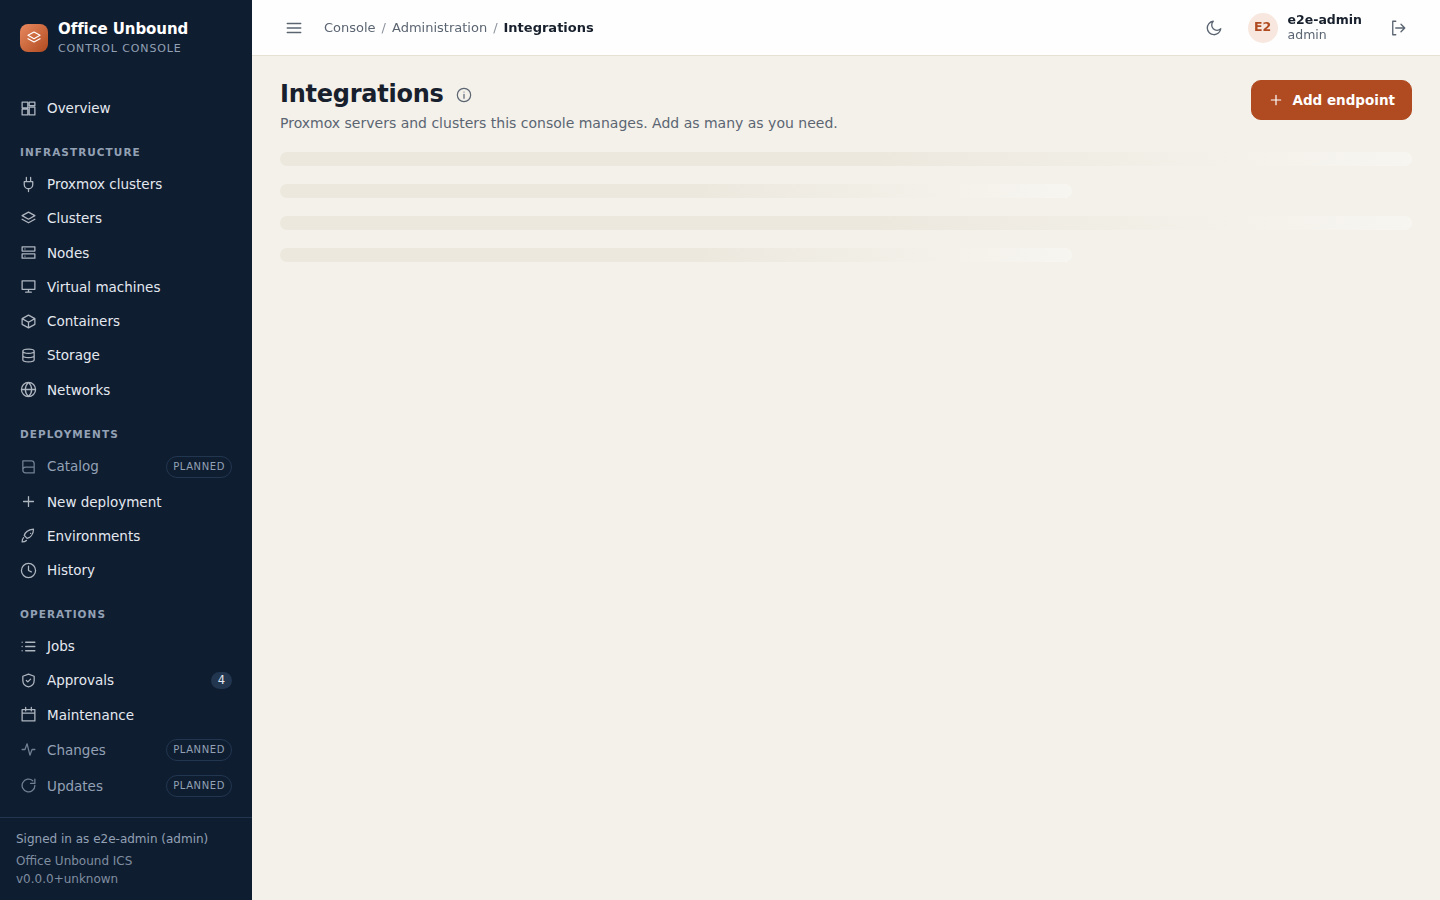 Office Unbound
CONTROL CONSOLE
Overview
INFRASTRUCTURE
Proxmox clusters
Clusters
Nodes
Virtual machines
Containers
Storage
Networks
DEPLOYMENTS
Catalog PLANNED
New deployment
Environments
History
OPERATIONS
Jobs
Approvals 4
Maintenance
Changes PLANNED
Updates PLANNED
Signed in as e2e-admin (admin)
Office Unbound ICS
v0.0.0+unknown
Console / Administration / Integrations
E2 e2e-admin
admin
Integrations
Add endpoint
Proxmox servers and clusters this console manages. Add as many as you need.